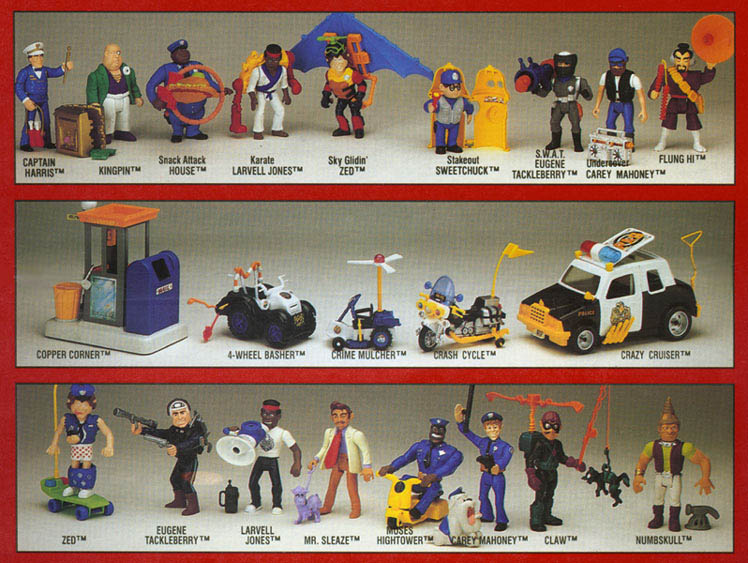 CAPTAIN
HARRIS™
KINGPIN™
Snack Attack
HOUSE™
Karate
LARVELL JONES™
Sky Glidin'
ZED™
Stakeout
SWEETCHUCK™
S.W.A.T.
EUGENE
TACKLEBERRY™
Undercover
CAREY MAHONEY™
FLUNG HI™
COPPER CORNER™
4-WHEEL BASHER™
CRIME MULCHER™
CRASH CYCLE™
CRAZY CRUISER™
MAIL
POLICE
ZED™
EUGENE
TACKLEBERRY™
LARVELL
JONES™
MR. SLEAZE™
MOSES
HIGHTOWER™
CAREY MAHONEY™
CLAW™
NUMBSKULL™